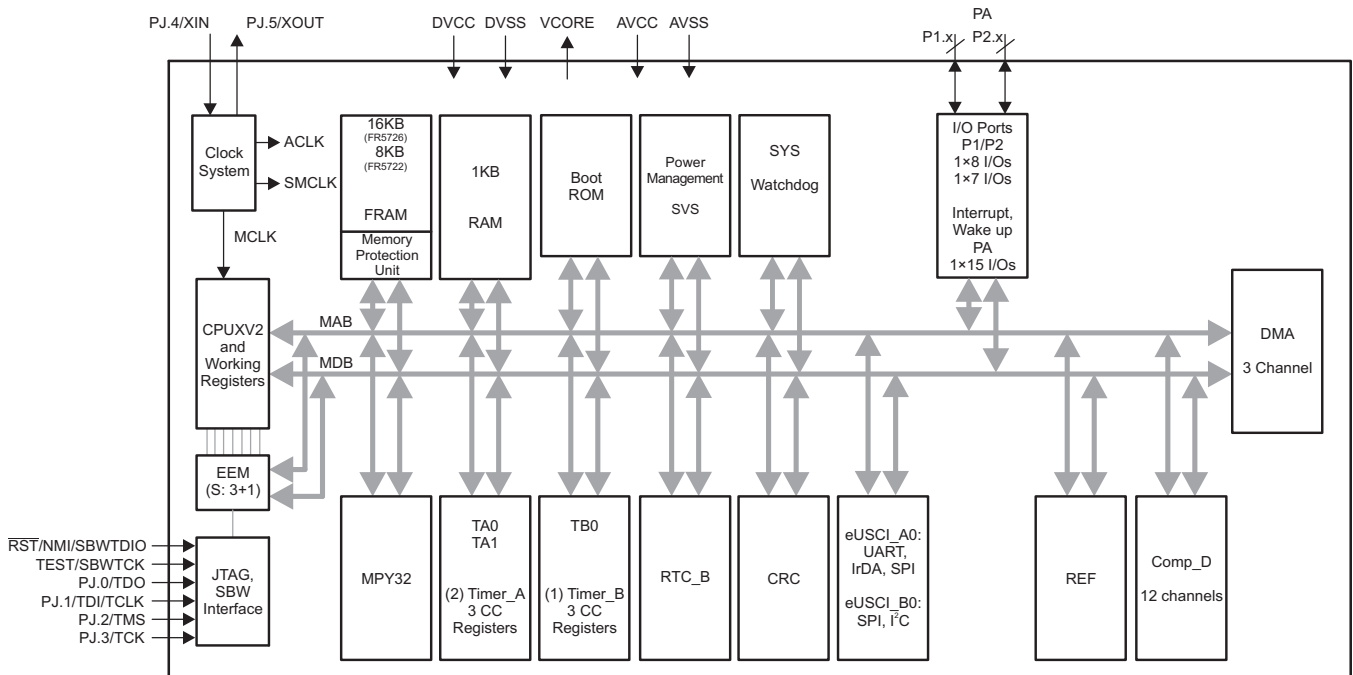 PJ.4/XIN
PJ.5/XOUT
DVCC
DVSS
VCORE
AVCC
AVSS
PA
P1.x
P2.x
Clock
System
ACLK
SMCLK
MCLK
16KB
(FR5726)
8KB
(FR5722)
FRAM
Memory
Protection
Unit
1KB
RAM
Boot
ROM
Power
Management
SVS
SYS
Watchdog
I/O Ports
P1/P2
1×8 I/Os
1×7 I/Os
Interrupt,
Wake up
PA
1×15 I/Os
CPUXV2
and
Working
Registers
MAB
MDB
DMA
3 Channel
EEM
(S: 3+1)
RST/NMI/SBWTDIO
TEST/SBWTCK
PJ.0/TDO
PJ.1/TDI/TCLK
PJ.2/TMS
PJ.3/TCK
JTAG,
SBW
Interface
MPY32
TA0
TA1
(2) Timer_A
3 CC
Registers
TB0
(1) Timer_B
3 CC
Registers
RTC_B
CRC
eUSCI_A0:
UART,
IrDA, SPI
eUSCI_B0:
SPI, I²C
REF
Comp_D
12 channels